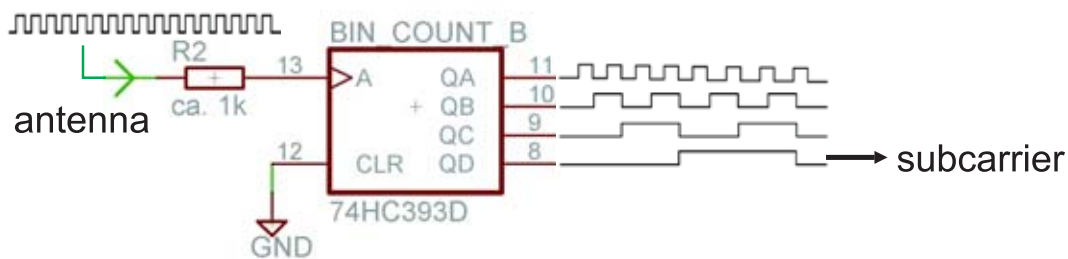 BIN_COUNT_B
R2
13
A
QA
11
ca. 1k
QB
10
antenna
QC
9
12
CLR
QD
8
subcarrier
74HC393D
GND